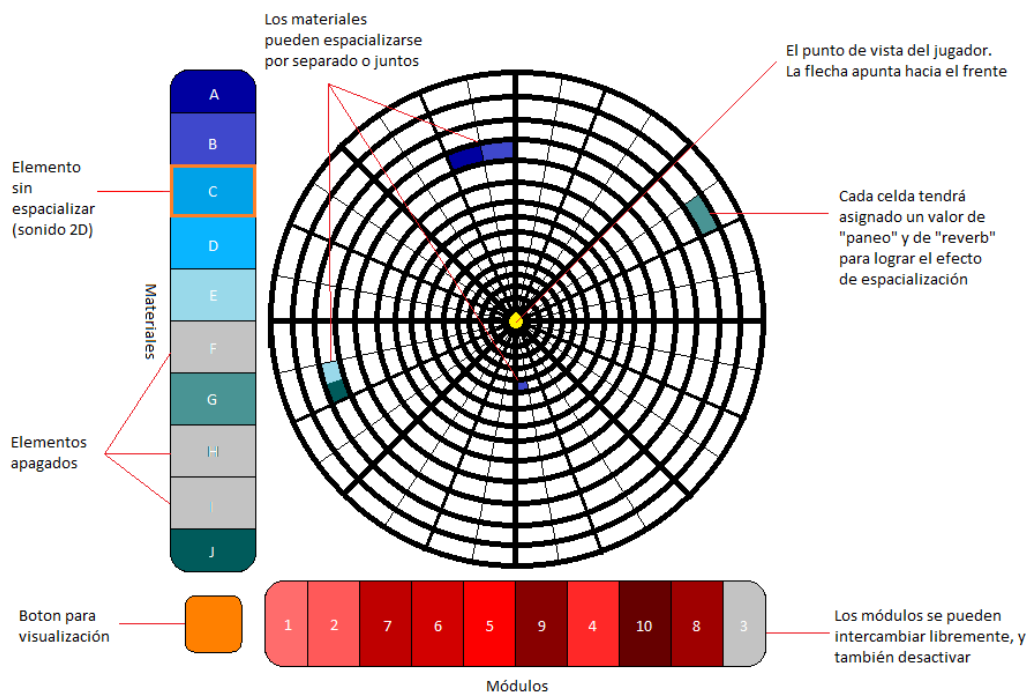 Los materiales
pueden espacializarse
por separado o juntos
El punto de vista del jugador.
La flecha apunta hacia el frente
Elemento
sin
espacializar
(sonido 2D)
A
B
C
D
E
F
G
H
I
J
Materiales
Cada celda tendrá
asignado un valor de
"paneo" y de "reverb"
para lograr el efecto
de espacialización
Elementos
apagados
Boton para
visualización
1 2 7 6 5 9 4 10 8 3
Los módulos se pueden
intercambiar libremente, y
también desactivar
Módulos